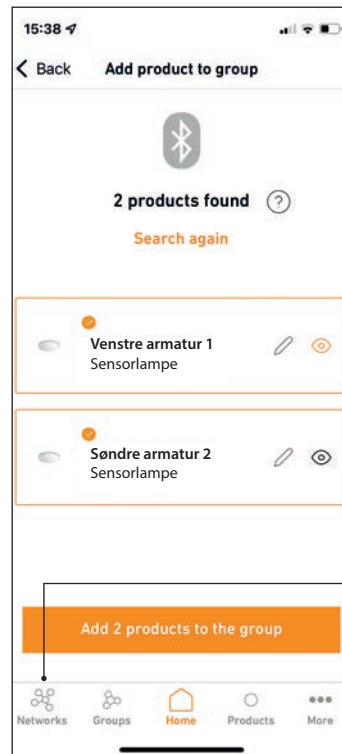 15:38
Back Add product to group
2 products found ?
Search again
Venstre armatur 1
Sensorlampe
Søndre armatur 2
Sensorlampe
Add 2 products to the group
Networks Groups Home Products More